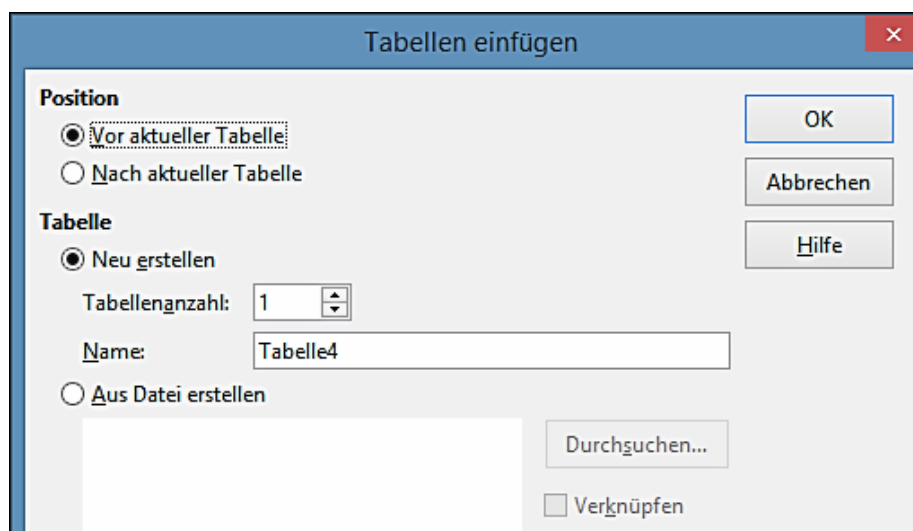 Tabellen einfügen
Position
Vor aktueller Tabelle
Nach aktueller Tabelle
OK
Abbrechen
Hilfe
Tabelle
Neu erstellen
Tabellenanzahl: 1
Name: Tabelle4
Aus Datei erstellen
Durchsuchen...
Verknüpfen